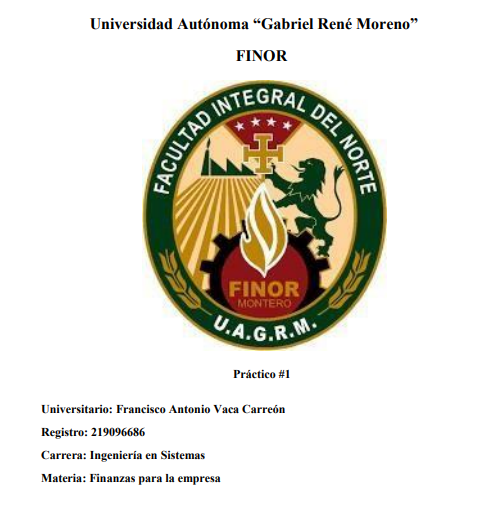 Universidad Autónoma “Gabriel René Moreno”
FINOR
FACULTAD INTEGRAL DEL NORTE
FINOR
MONTERO
U.A.G.R.M.
Práctico #1
Universitario: Francisco Antonio Vaca Carreón
Registro: 219096686
Carrera: Ingeniería en Sistemas
Materia: Finanzas para la empresa